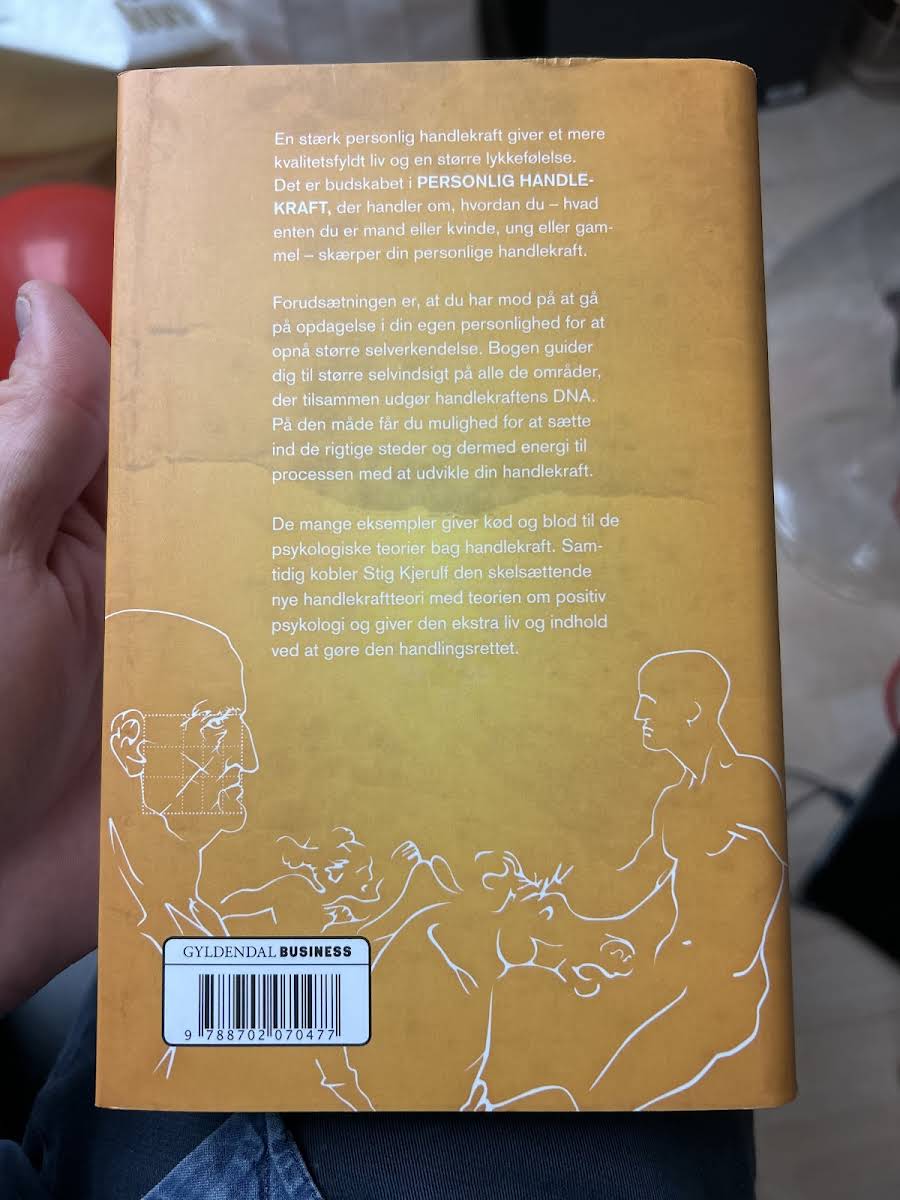 En stærk personlig handlekraft giver et mere
kvalitetsfyldt liv og en større lykkefølelse.
Det er budskabet i PERSONLIG HANDLE-
KRAFT, der handler om, hvordan du – hvad
enten du er mand eller kvinde, ung eller gam-
mel – skærper din personlige handlekraft.
Forudsætningen er, at du har mod på at gå
på opdagelse i din egen personlighed for at
opnå større selverkendelse. Bogen guider
dig til større selvindsigt på alle de områder,
der tilsammen udgør handlekraftens DNA.
På den måde får du mulighed for at sætte
ind de rigtige steder og dermed energi til
processen med at udvikle din handlekraft.
De mange eksempler giver kød og blod til de
psykologiske teorier bag handlekraft. Sam-
tidig kobler Stig Kjerulf den skelsættende
nye handlekraftteori med teorien om positiv
psykologi og giver den ekstra liv og indhold
ved at gøre den handlingsrettet.
GYLDENDAL BUSINESS
9 788702 070477